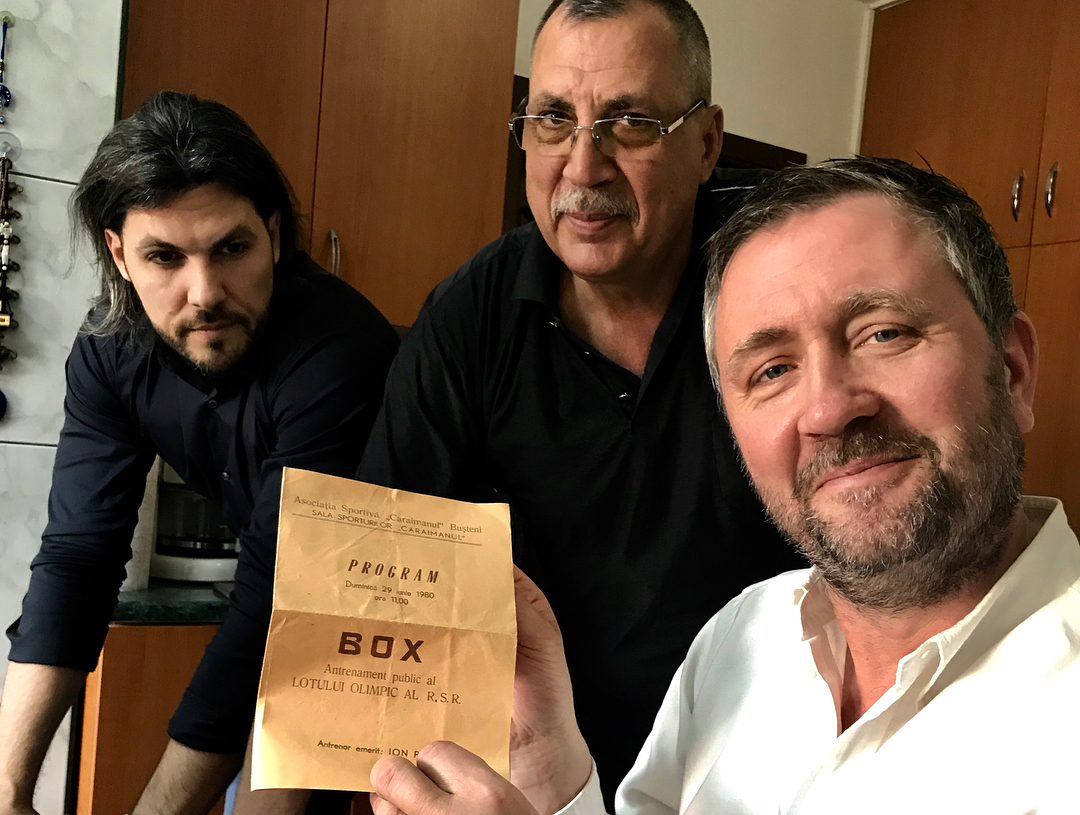 Asociația Sportivă „Caraimanul” Bușteni
SALA SPORTURILOR „CARAIMANUL”
PROGRAM
Duminică 29 iunie 1980
ora 11,00
BOX
Antrenament public al
LOTULUI OLIMPIC AL R.S.R.
Antrenor emerit: ION